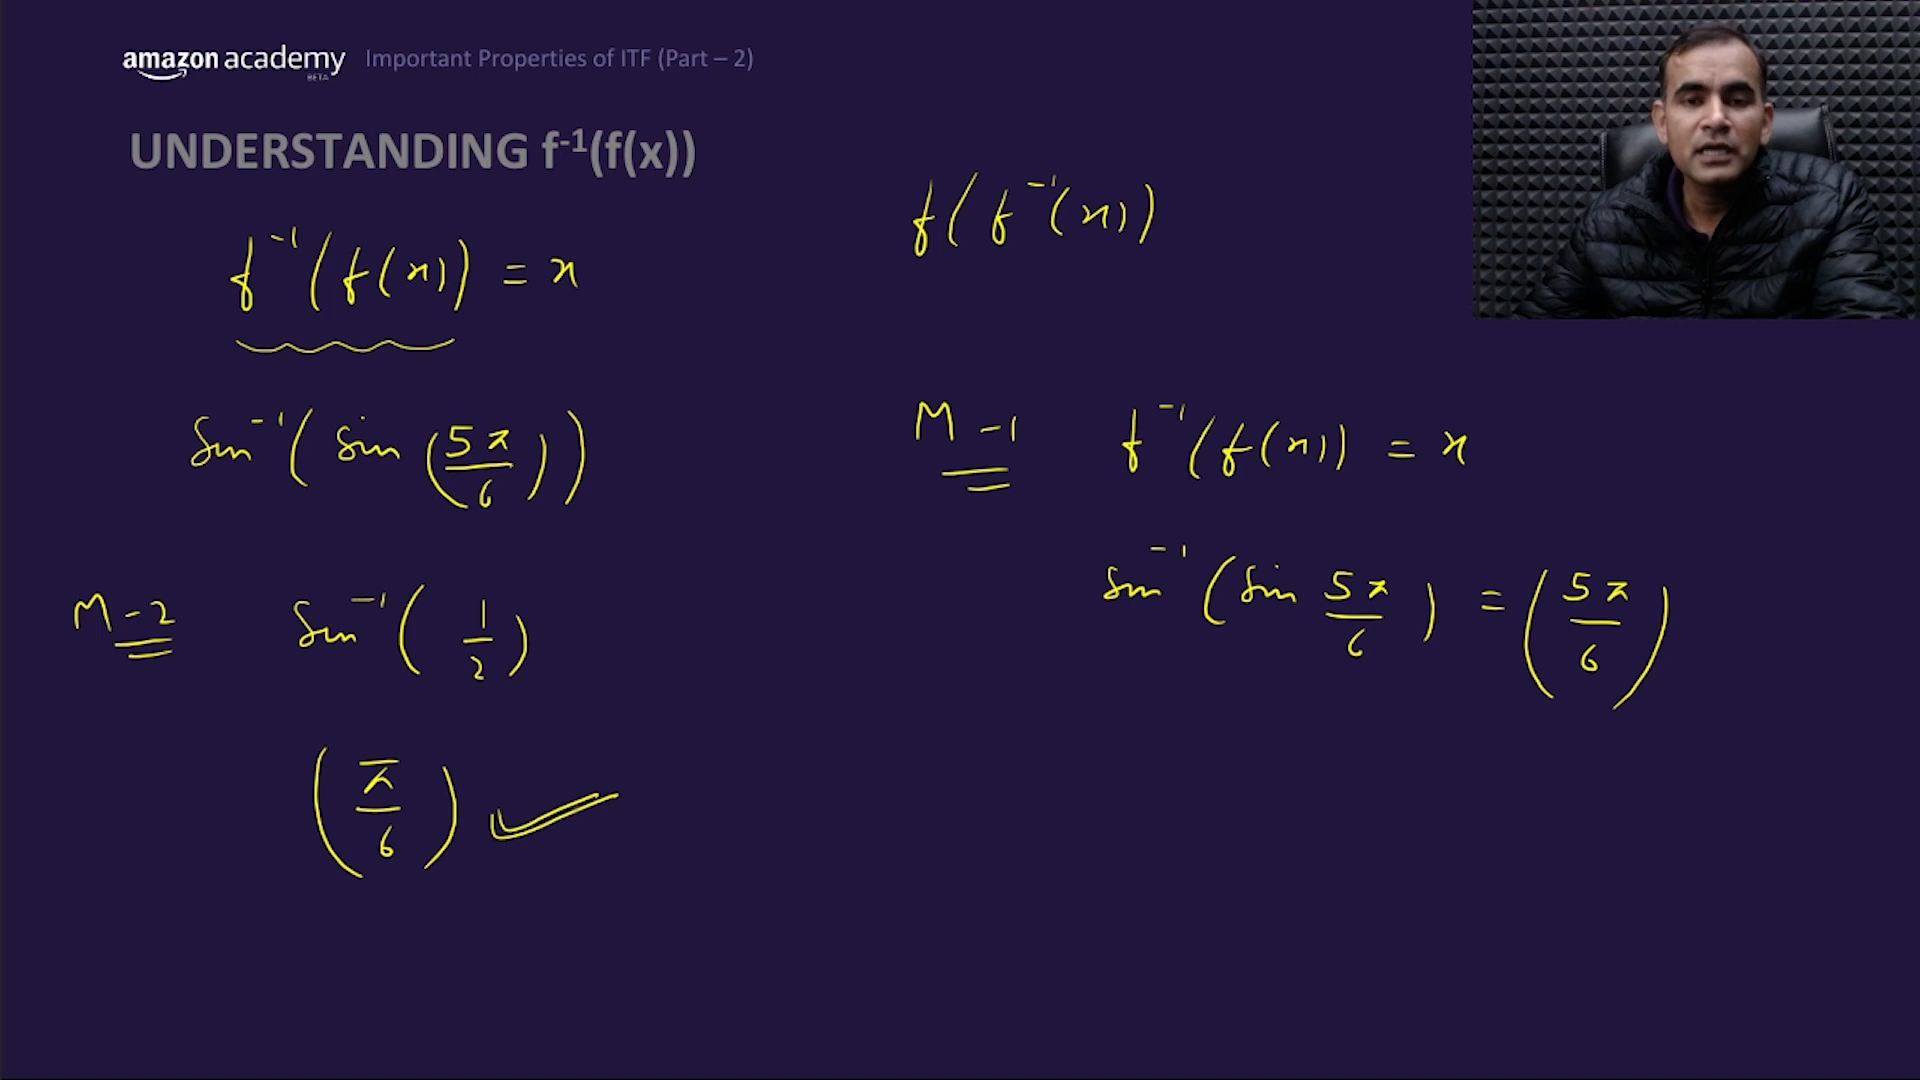 amazon academy Important Properties of ITF (Part – 2)
BETA
UNDERSTANDING f⁻¹(f(x))
f⁻¹(f(x)) = x
f(f⁻¹(x))
Sin⁻¹(sin(5π/6))
M-1 f⁻¹(f(x)) = x
Sin⁻¹(sin 5π/6) = (5π/6)
M-2 Sin⁻¹(1/2)
(π/6)